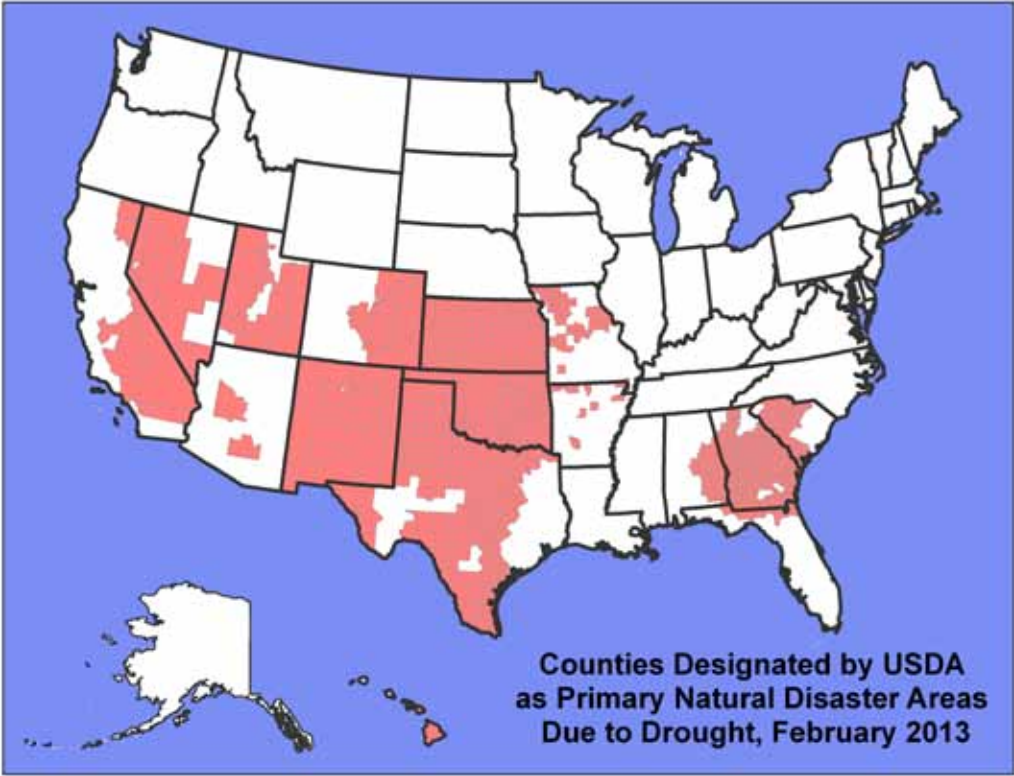 Counties Designated by USDA
as Primary Natural Disaster Areas
Due to Drought, February 2013